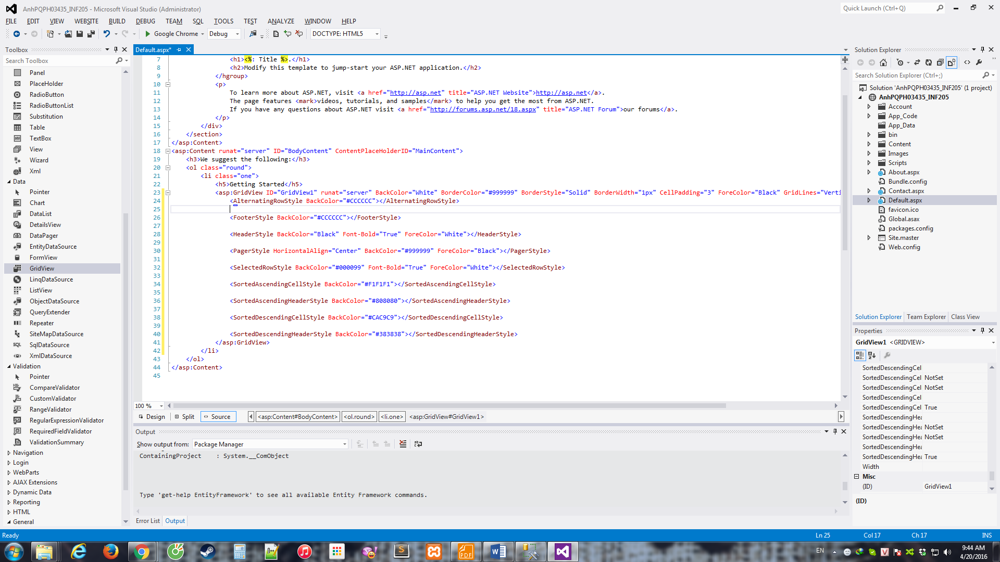 AnhPQPH03435_INF205 - Microsoft Visual Studio (Administrator)
Quick Launch (Ctrl+Q)
FILE EDIT VIEW WEBSITE BUILD DEBUG TEAM SQL TOOLS TEST ANALYZE WINDOW HELP
Google Chrome Debug DOCTYPE: HTML5
Toolbox
Search Toolbox
Panel
PlaceHolder
RadioButton
RadioButtonList
Substitution
Table
TextBox
View
Wizard
Xml
Data
Pointer
Chart
DataList
DetailsView
DataPager
EntityDataSource
FormView
GridView
LinqDataSource
ListView
ObjectDataSource
QueryExtender
Repeater
SiteMapDataSource
SqlDataSource
XmlDataSource
Validation
Pointer
CompareValidator
CustomValidator
RangeValidator
RegularExpressionValidator
RequiredFieldValidator
ValidationSummary
Navigation
Login
WebParts
AJAX Extensions
Dynamic Data
Reporting
HTML
General
Default.aspx*
7 <h1><%: Title %>.</h1>
8 <h2>Modify this template to jump-start your ASP.NET application.</h2>
9 </hgroup>
10 <p>
11 To learn more about ASP.NET, visit <a href="http://asp.net" title="ASP.NET Website">http://asp.net</a>.
12 The page features <mark>videos, tutorials, and samples</mark> to help you get the most from ASP.NET.
13 If you have any questions about ASP.NET visit <a href="http://forums.asp.net/18.aspx" title="ASP.NET Forum">our forums</a>.
14 </p>
15 </div>
16 </section>
17 </asp:Content>
18 <asp:Content runat="server" ID="BodyContent" ContentPlaceHolderID="MainContent">
19 <h3>We suggest the following:</h3>
20 <ol class="round">
21 <li class="one">
22 <h5>Getting Started</h5>
23 <asp:GridView ID="GridView1" runat="server" BackColor="White" BorderColor="#999999" BorderStyle="Solid" BorderWidth="1px" CellPadding="3" ForeColor="Black" GridLines="Verti
24 <AlternatingRowStyle BackColor="#CCCCCC"></AlternatingRowStyle>
25
26 <FooterStyle BackColor="#CCCCCC"></FooterStyle>
27
28 <HeaderStyle BackColor="Black" Font-Bold="True" ForeColor="White"></HeaderStyle>
29
30 <PagerStyle HorizontalAlign="Center" BackColor="#999999" ForeColor="Black"></PagerStyle>
31
32 <SelectedRowStyle BackColor="#000099" Font-Bold="True" ForeColor="White"></SelectedRowStyle>
33
34 <SortedAscendingCellStyle BackColor="#F1F1F1"></SortedAscendingCellStyle>
35
36 <SortedAscendingHeaderStyle BackColor="#808080"></SortedAscendingHeaderStyle>
37
38 <SortedDescendingCellStyle BackColor="#CAC9C9"></SortedDescendingCellStyle>
39
40 <SortedDescendingHeaderStyle BackColor="#383838"></SortedDescendingHeaderStyle>
41 </asp:GridView>
42 </li>
43 </ol>
44 </asp:Content>
45
100 %
Design Split Source <asp:Content#BodyContent> <ol.round> <li.one> <asp:GridView#GridView1>
Output
Show output from: Package Manager
ContainingProject : System.__ComObject
Type 'get-help EntityFramework' to see all available Entity Framework commands.
Error List Output
Solution Explorer
Search Solution Explorer (Ctrl+;)
Solution 'AnhPQPH03435_INF205' (1 project)
AnhPQPH03435_INF205
Account
App_Code
App_Data
bin
Content
Images
Scripts
About.aspx
Bundle.config
Contact.aspx
Default.aspx
favicon.ico
Global.asax
packages.config
Site.master
Web.config
Solution Explorer Team Explorer Class View
Properties
GridView1 <GRIDVIEW>
SortedDescendingCel
SortedDescendingCel NotSet
SortedDescendingCel NotSet
SortedDescendingCel
SortedDescendingCel True
SortedDescendingHea
SortedDescendingHea NotSet
SortedDescendingHea NotSet
SortedDescendingHea
SortedDescendingHea True
Width
Misc
(ID) GridView1
(ID)
Ready Ln 25 Col 17 Ch 17 INS
EN 9:44 AM
4/20/2016